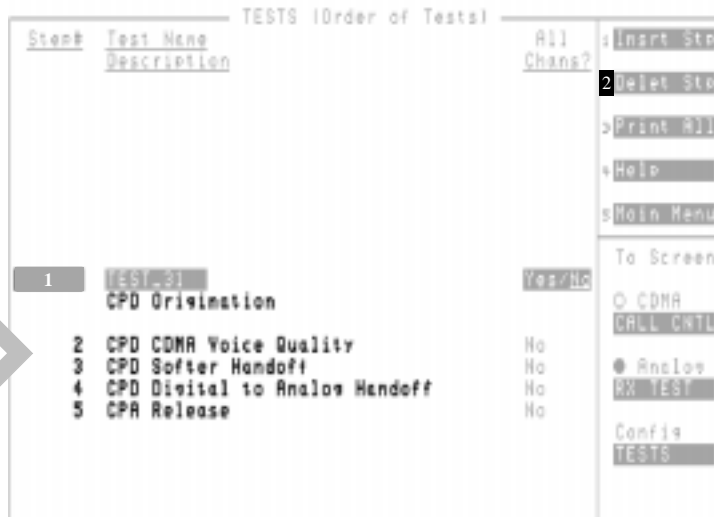 TESTS (Order of Tests)
Step# Test Name All
Description Chans?
1 TEST_31 Yes/No
CPD Origination
2 CPD CDMA Voice Quality No
3 CPD Softer Handoff No
4 CPD Digital to Analog Handoff No
5 CPA Release No
1 Insrt Stp
2 Delet Stp
3 Print All
4 Help
5 Main Menu
To Screen
CDMA
CALL CNTL
Analog
RX TEST
Config
TESTS